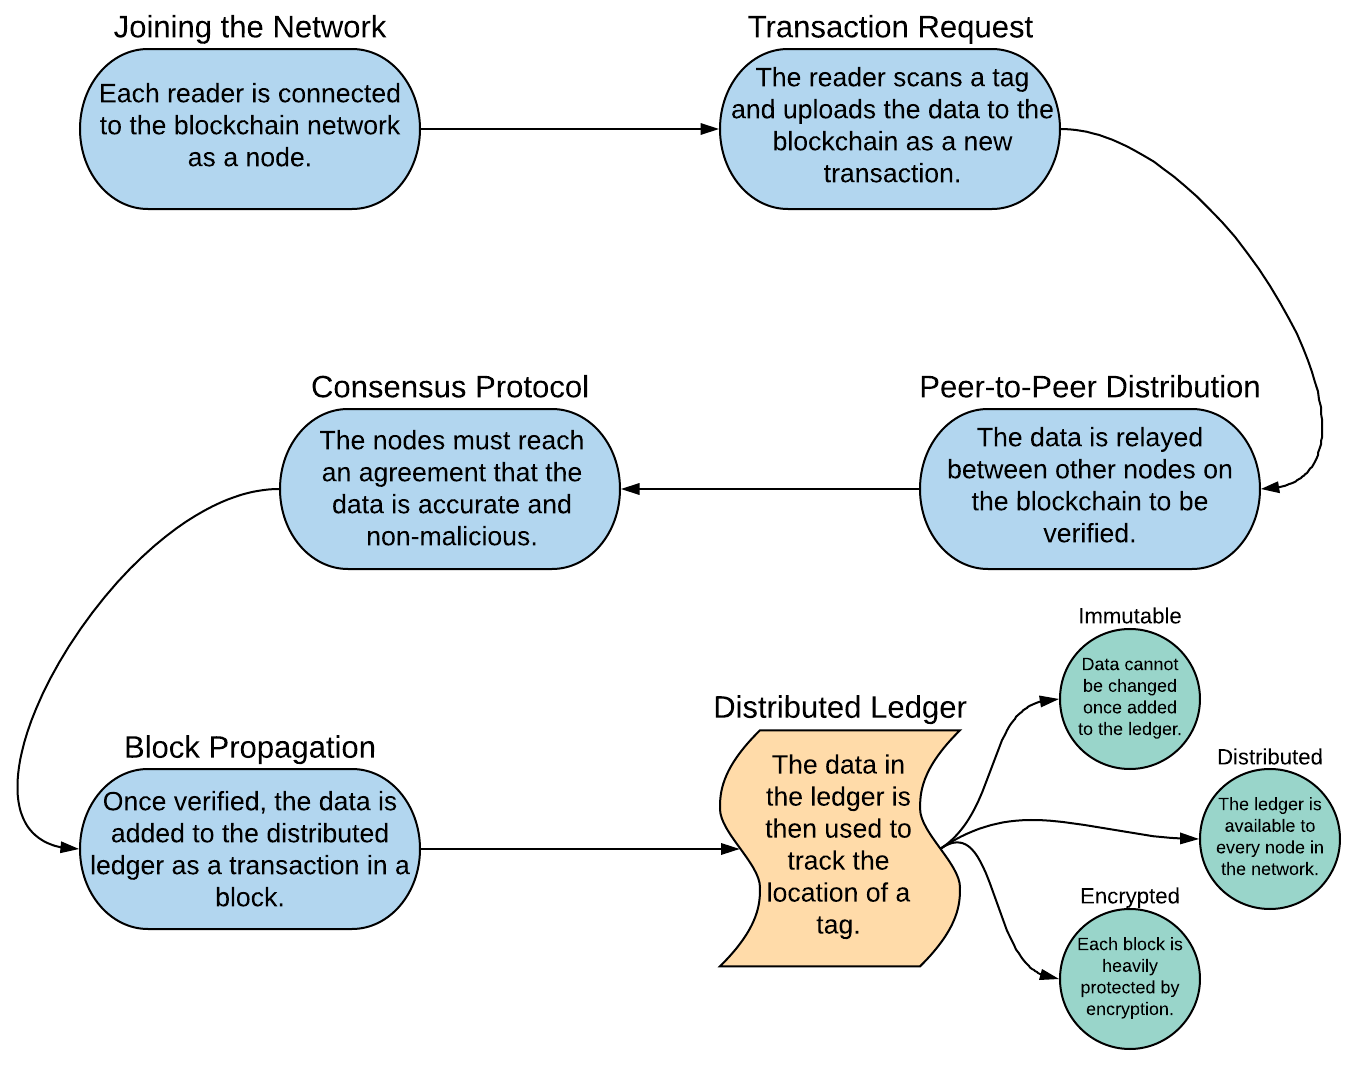 Joining the Network
Each reader is connected
to the blockchain network
as a node.
Transaction Request
The reader scans a tag
and uploads the data to the
blockchain as a new
transaction.
Peer-to-Peer Distribution
The data is relayed
between other nodes on
the blockchain to be
verified.
Consensus Protocol
The nodes must reach
an agreement that the
data is accurate and
non-malicious.
Block Propagation
Once verified, the data is
added to the distributed
ledger as a transaction in a
block.
Distributed Ledger
The data in
the ledger is
then used to
track the
location of a
tag.
Immutable
Data cannot
be changed
once added
to the ledger.
Distributed
The ledger is
available to
every node in
the network.
Encrypted
Each block is
heavily
protected by
encryption.